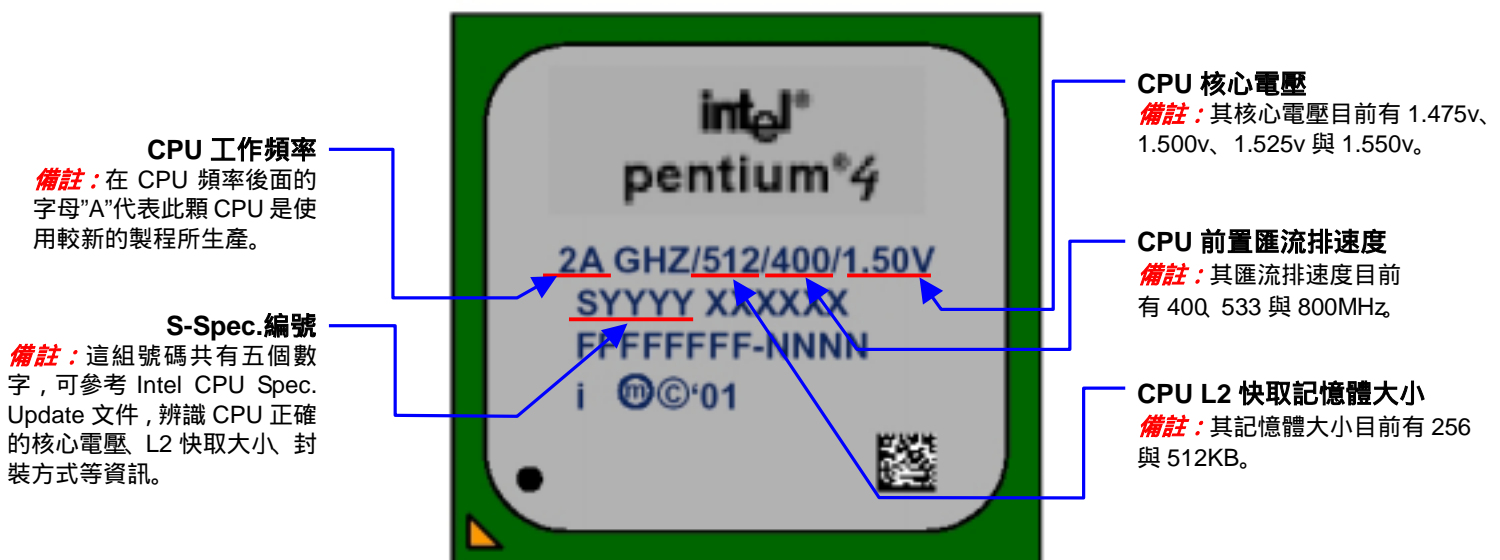 CPU 工作頻率
備註：在 CPU 頻率後面的
字母”A”代表此顆 CPU 是使
用較新的製程所生產。
S-Spec.編號
備註：這組號碼共有五個數
字，可參考 Intel CPU Spec.
Update 文件，辨識 CPU 正確
的核心電壓、L2 快取大小、封
裝方式等資訊。
intel®
pentium®4
2A GHZ/512/400/1.50V
SYYYY XXXXXX
FFFFFFFF-NNNN
i ⓜ©‘01
CPU 核心電壓
備註：其核心電壓目前有 1.475v、
1.500v、1.525v 與 1.550v。
CPU 前置匯流排速度
備註：其匯流排速度目前
有 400、533 與 800MHz。
CPU L2 快取記憶體大小
備註：其記憶體大小目前有 256
與 512KB。